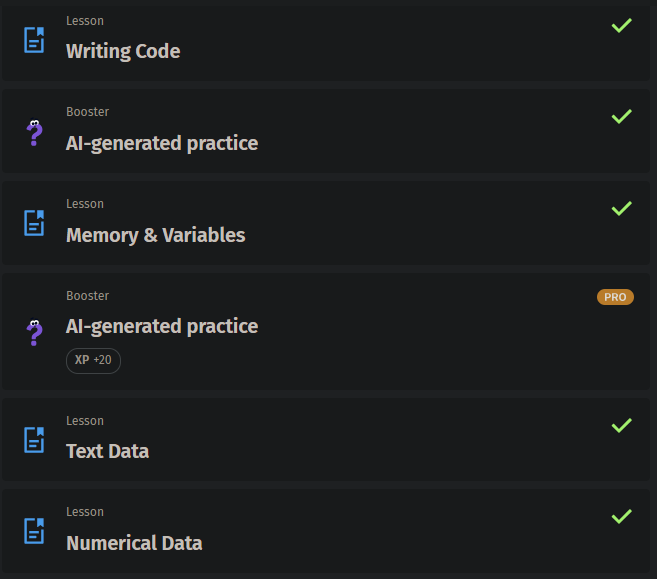 Lesson
Writing Code
Booster
AI-generated practice
Lesson
Memory & Variables
Booster
PRO
AI-generated practice
XP +20
Lesson
Text Data
Lesson
Numerical Data